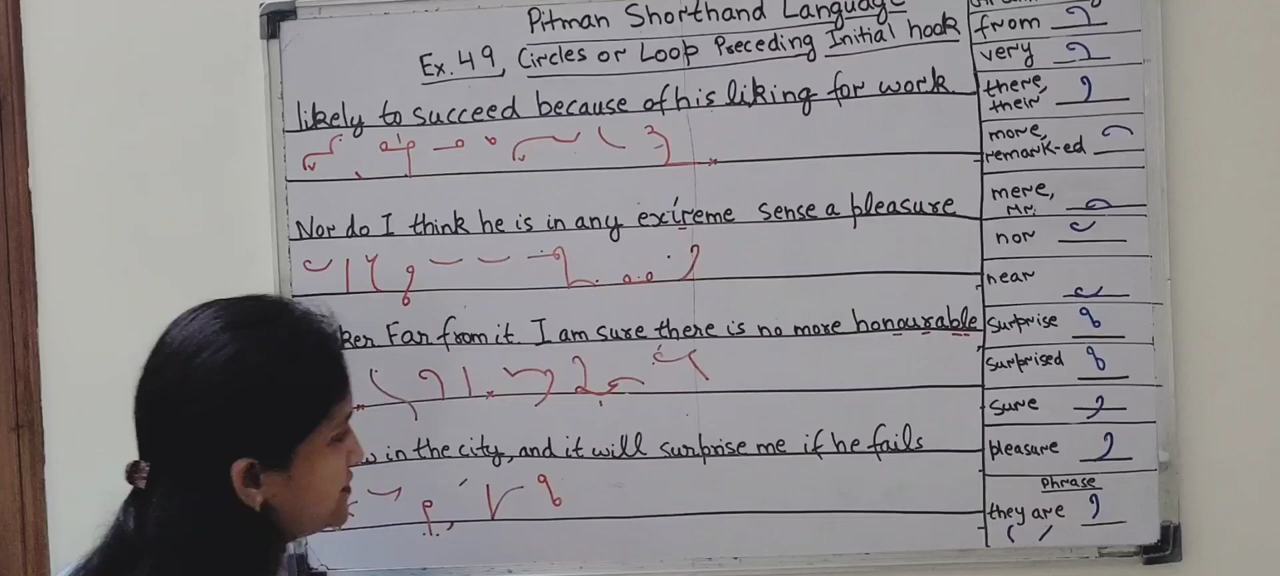 Pitman Shorthand Language
Ex. 49, Circles or Loop Preceding Initial hook
likely to succeed because of his liking for work
Nor do I think he is in any extreme sense a pleasure
ker Far from it. I am sure there is no more honourable
w in the city, and it will surprise me if he fails
from
very
there,
their
more,
remark-ed
mere,
Mr.
nor
near
Surprise
Surprised
Sure
pleasure
Phrase
they are